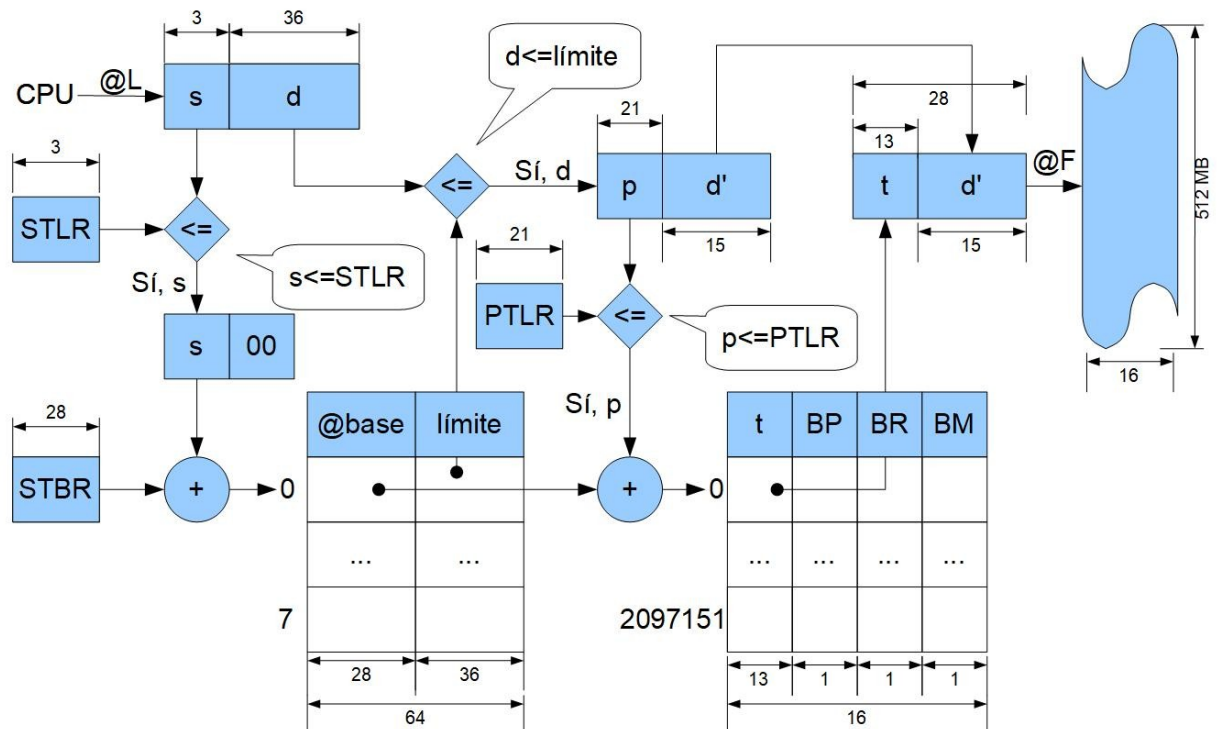 3
36
28
CPU
@L
s
d
d<=límite
21
13
3
STLR
<=
<=
Sí, d
p
d'
t
d'
@F
512 MB
Sí, s
s<=STLR
21
15
15
s
00
PTLR
<=
p<=PTLR
16
28
STBR
+
0
@base
límite
Sí, p
+
0
t
BP
BR
BM
...
...
...
...
...
...
7
2097151
28
36
13
1
1
1
64
16